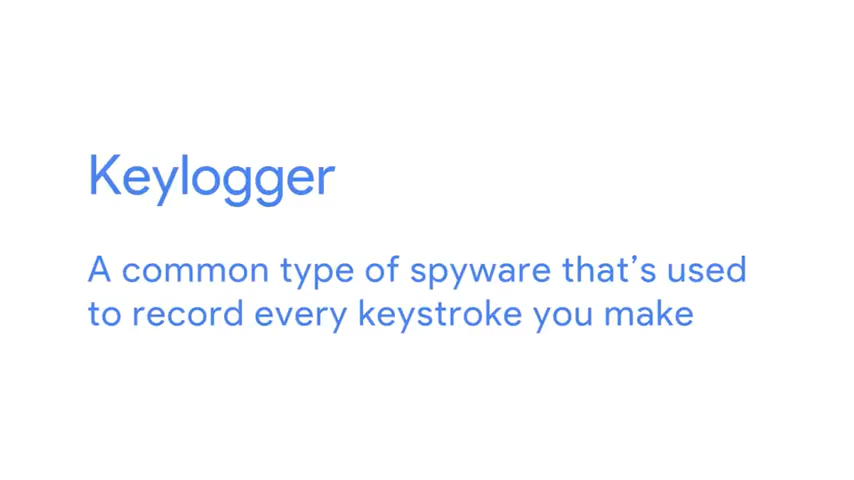 Keylogger
A common type of spyware that’s used
to record every keystroke you make